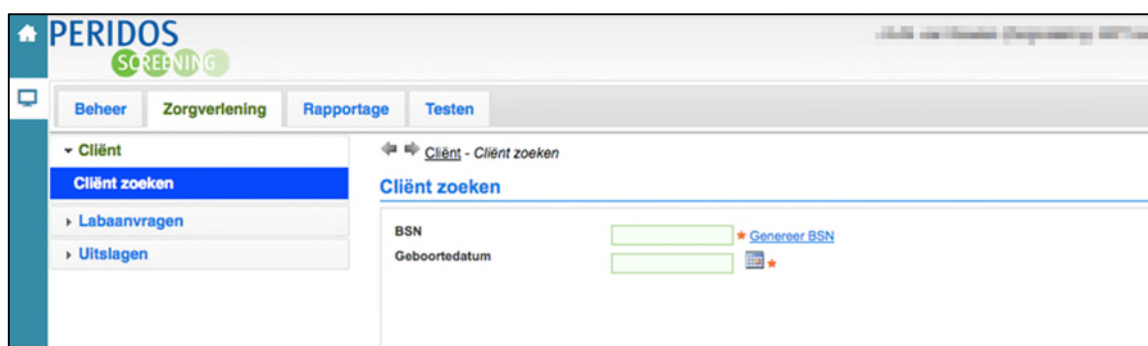 PERIDOS
SCREENING
Beheer Zorgverlening Rapportage Testen
Cliënt
Cliënt - Cliënt zoeken
Cliënt zoeken
Cliënt zoeken
Labaanvragen
Uitslagen
BSN * Genereer BSN
Geboortedatum *